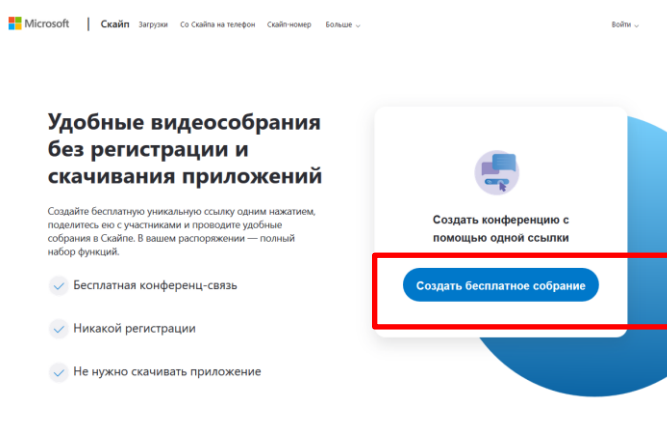 Microsoft | Скайп Загрузки Со Скайпа на телефон Скайп-номер Больше Войти
Удобные видеособрания
без регистрации и
скачивания приложений
Создайте бесплатную уникальную ссылку одним нажатием,
поделитесь ею с участниками и проводите удобные
собрания в Скайпе. В вашем распоряжении — полный
набор функций.
Бесплатная конференц-связь
Никакой регистрации
Не нужно скачивать приложение
Создать конференцию с
помощью одной ссылки
Создать бесплатное собрание